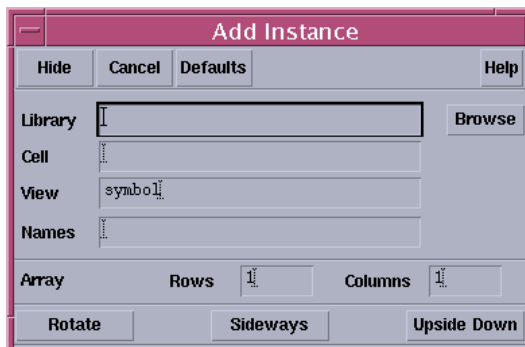 Add Instance
Hide Cancel Defaults Help
Library Browse
Cell
View symbol
Names
Array Rows 1 Columns 1
Rotate Sideways Upside Down